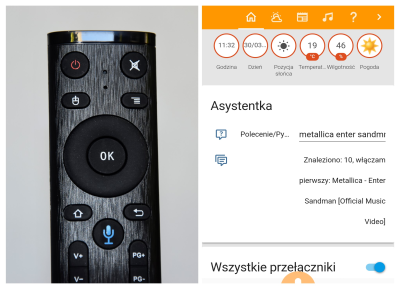 OK
V+
PG+
V-
PG-
11:32
30/03...
19
°C
46
%
Godzina
Dzień
Pozycja
słońca
Temperat...
Wilgotność
Pogoda
Asystentka
Polecenie/Py...
metallica enter sandm
Znaleziono: 10, włączam
pierwszy: Metallica - Enter
Sandman [Official Music
Video]
Wszystkie przełączniki